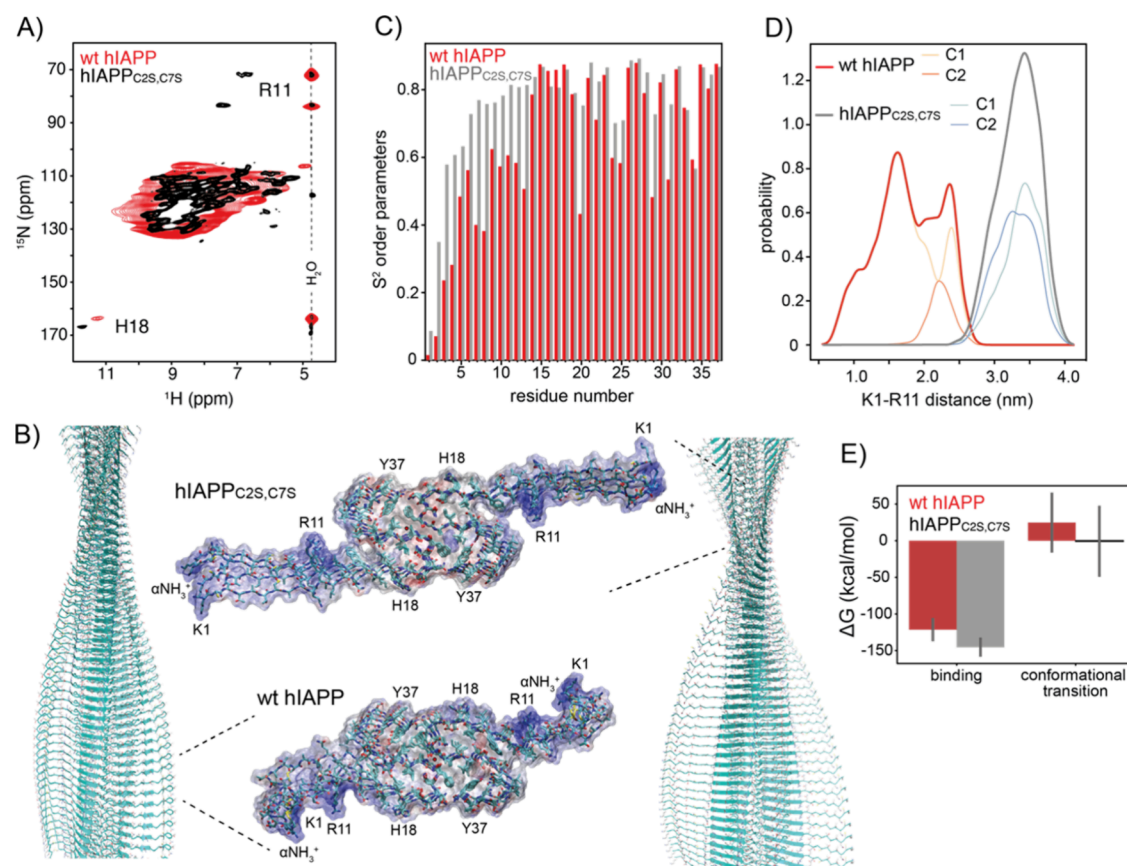 A)
wt hIAPP
hIAPPC2S,C7S
R11
H18
H2O
70
90
110
130
150
170
15N (ppm)
11
9
7
5
1H (ppm)
C)
wt hIAPP
hIAPPC2S,C7S
0.8
0.6
0.4
0.2
0
S2 order parameters
5
10
15
20
25
30
35
residue number
D)
wt hIAPP
C1
C2
hIAPPC2S,C7S
C1
C2
1.2
1.0
0.8
0.6
0.4
0.2
0
probability
1.0
2.0
3.0
4.0
K1-R11 distance (nm)
B)
hIAPPC2S,C7S
K1
Y37
H18
R11
αNH3+
R11
αNH3+
K1
H18
Y37
wt hIAPP
Y37
H18
R11
αNH3+
K1
K1
R11
H18
Y37
αNH3+
E)
wt hIAPP
hIAPPC2S,C7S
50
0
-50
-100
-150
ΔG (kcal/mol)
binding
conformational
transition